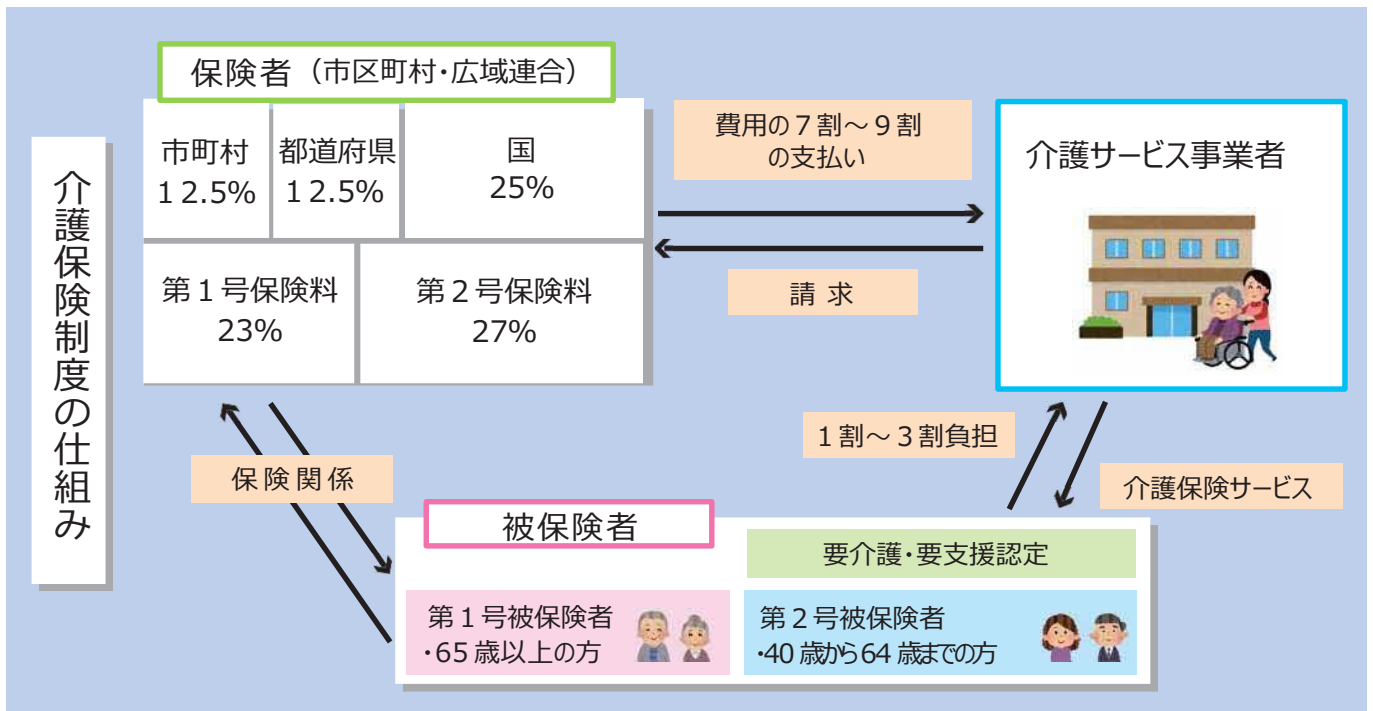 介護保険制度の仕組み
保険者（市区町村・広域連合）
市町村
１２.5%
都道府県
１２.5%
国
25%
第１号保険料
23%
第２号保険料
27%
費用の７割～９割
の支払い
請 求
介護サービス事業者
保険関係
１割～３割負担
介護保険サービス
被保険者
要介護・要支援認定
第１号被保険者
・65歳以上の方
第２号被保険者
・40歳から64歳までの方